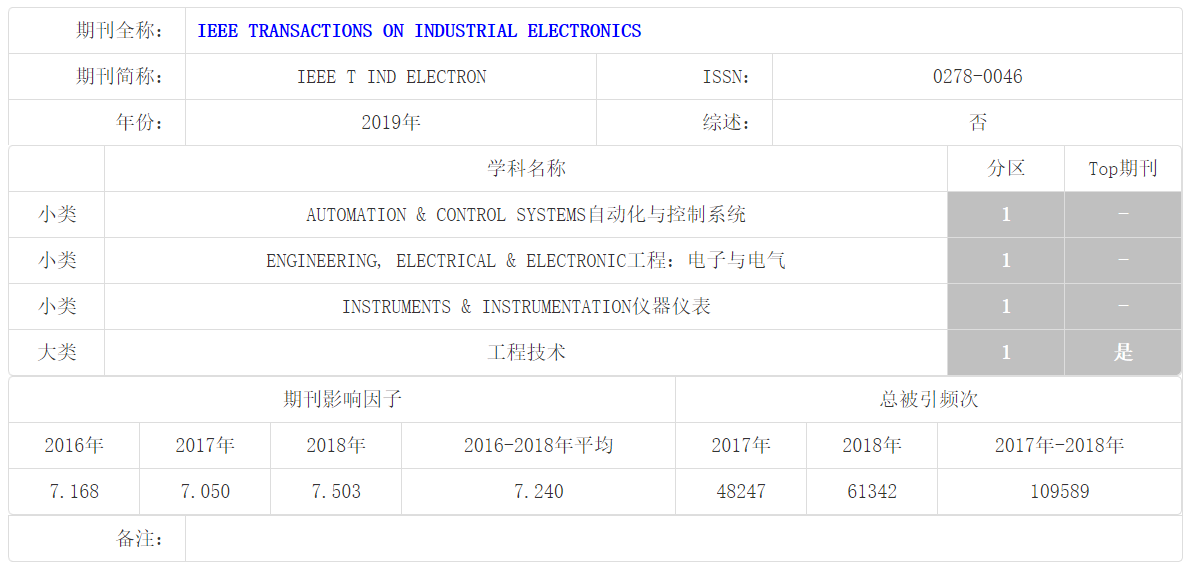 期刊全称： IEEE TRANSACTIONS ON INDUSTRIAL ELECTRONICS
期刊简称： IEEE T IND ELECTRON ISSN： 0278-0046
年份： 2019年 综述： 否
学科名称 分区 Top期刊
小类 AUTOMATION & CONTROL SYSTEMS自动化与控制系统 1 -
小类 ENGINEERING, ELECTRICAL & ELECTRONIC工程：电子与电气 1 -
小类 INSTRUMENTS & INSTRUMENTATION仪器仪表 1 -
大类 工程技术 1 是
期刊影响因子 总被引频次
2016年 2017年 2018年 2016-2018年平均 2017年 2018年 2017年-2018年
7.168 7.050 7.503 7.240 48247 61342 109589
备注：